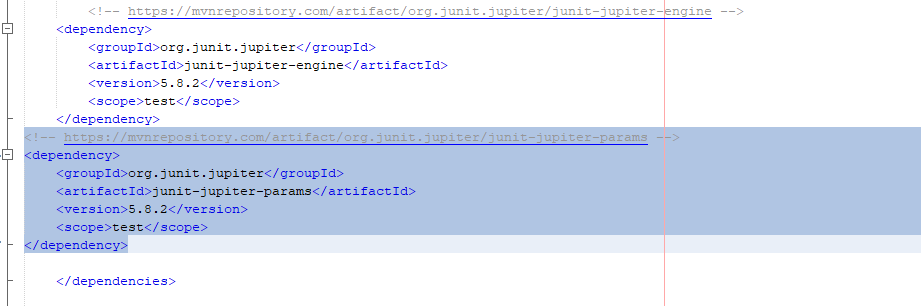 <!-- https://mvnrepository.com/artifact/org.junit.jupiter/junit-jupiter-engine -->
<dependency>
<groupId>org.junit.jupiter</groupId>
<artifactId>junit-jupiter-engine</artifactId>
<version>5.8.2</version>
<scope>test</scope>
</dependency>
<!-- https://mvnrepository.com/artifact/org.junit.jupiter/junit-jupiter-params -->
<dependency>
<groupId>org.junit.jupiter</groupId>
<artifactId>junit-jupiter-params</artifactId>
<version>5.8.2</version>
<scope>test</scope>
</dependency>
</dependencies>